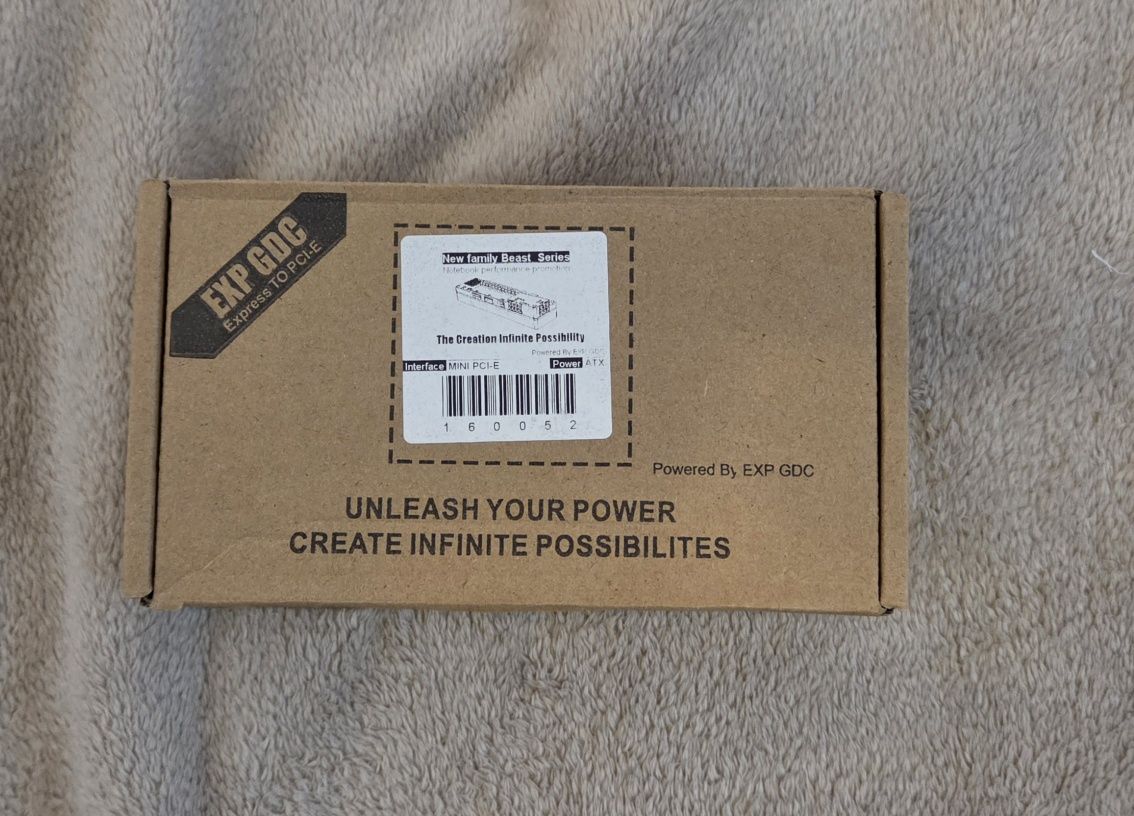 EXP GDC
Express TO PCI-E
New family Beast Series
Notebook performance promotion
The Creation Infinite Possibility
Powered By EXP GDC
Interface MINI PCI-E Power ATX
160052
Powered By EXP GDC
UNLEASH YOUR POWER
CREATE INFINITE POSSIBILITES